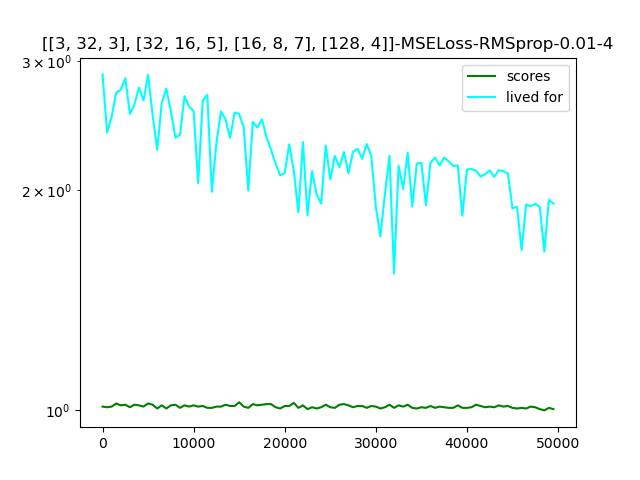 [[3, 32, 3], [32, 16, 5], [16, 8, 7], [128, 4]]-MSELoss-RMSprop-0.01-4
3 × 10⁰
scores
lived for
2 × 10⁰
10⁰
0 10000 20000 30000 40000 50000